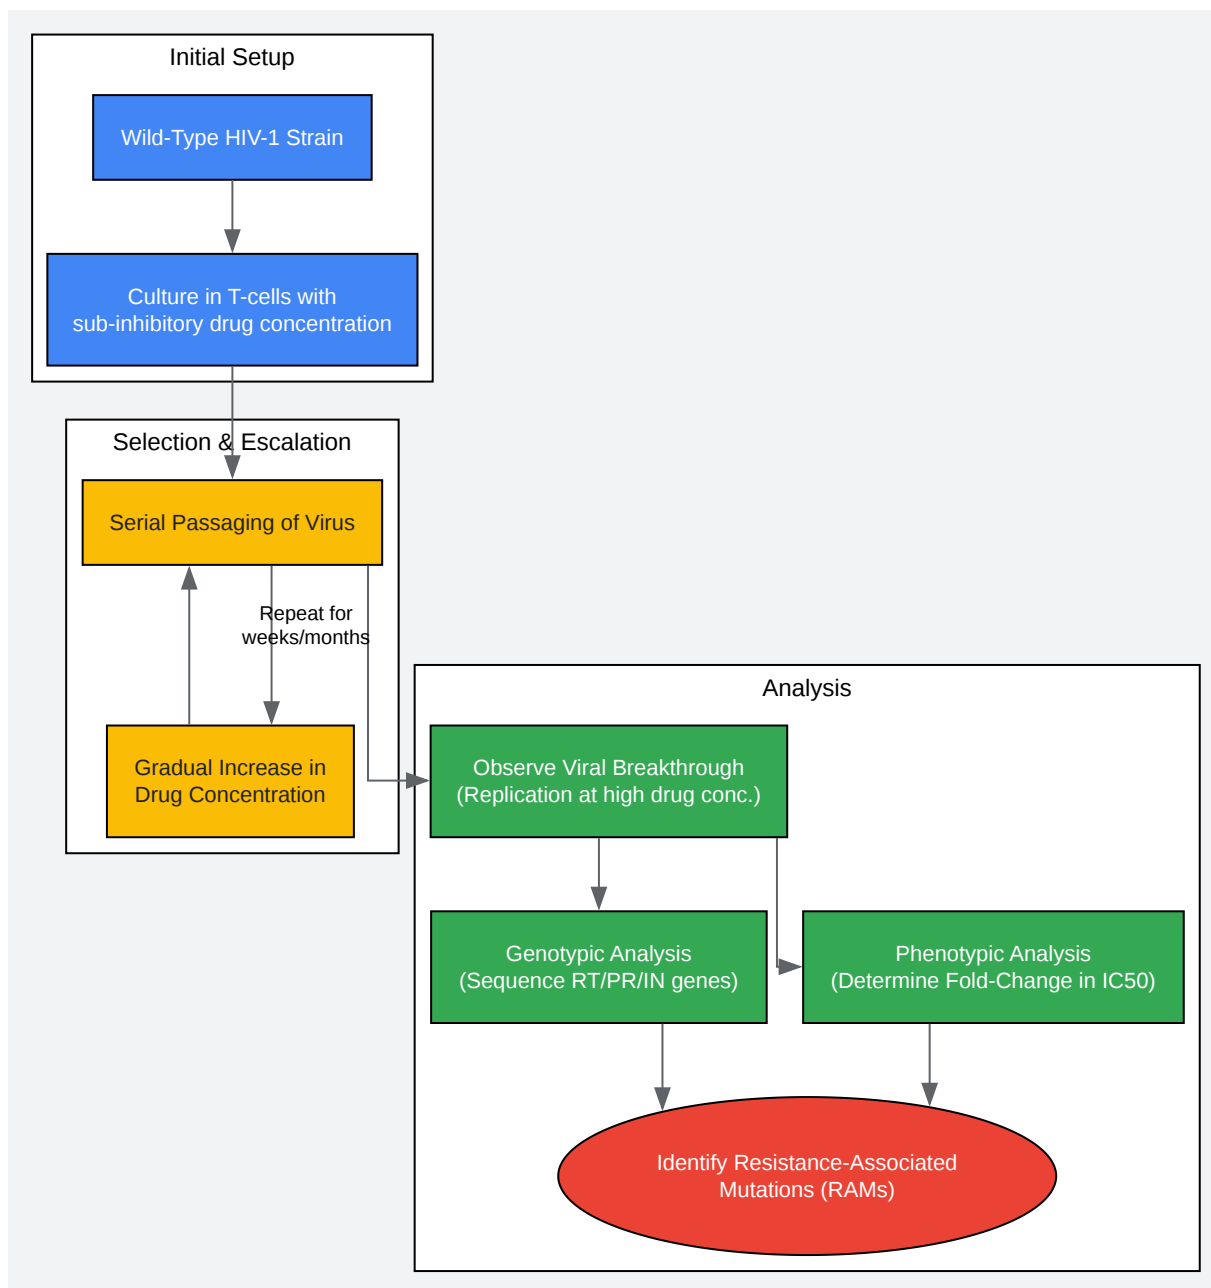 Initial Setup
Wild-Type HIV-1 Strain
Culture in T-cells with
sub-inhibitory drug concentration
Selection & Escalation
Serial Passaging of Virus
Repeat for
weeks/months
Gradual Increase in
Drug Concentration
Analysis
Observe Viral Breakthrough
(Replication at high drug conc.)
Genotypic Analysis
(Sequence RT/PR/IN genes)
Phenotypic Analysis
(Determine Fold-Change in IC50)
Identify Resistance-Associated
Mutations (RAMs)